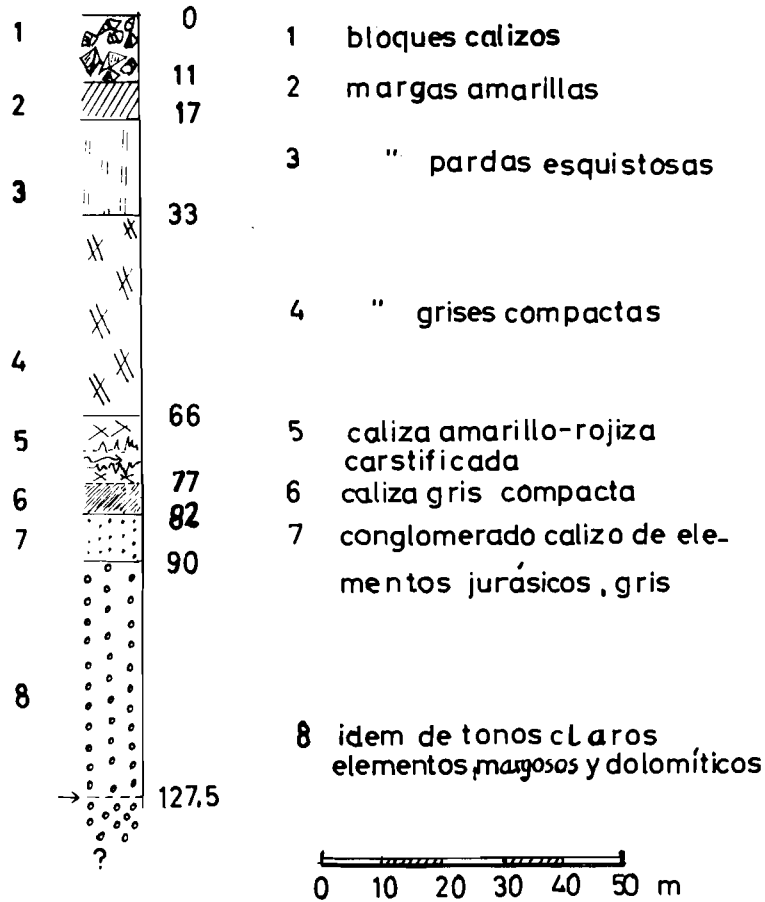 0
1 1 bloques calizos
11
2 2 margas amarillas
17
3 3 " pardas esquistosas
33
4 4 " grises compactas
66
5 5 caliza amarillo-rojiza
carstificada
77
6 6 caliza gris compacta
82
7 7 conglomerado calizo de ele-
90
mentos jurásicos, gris
8 8 idem de tonos claros
elementos, margosos y dolomíticos
→ 127,5
?
0 10 20 30 40 50 m